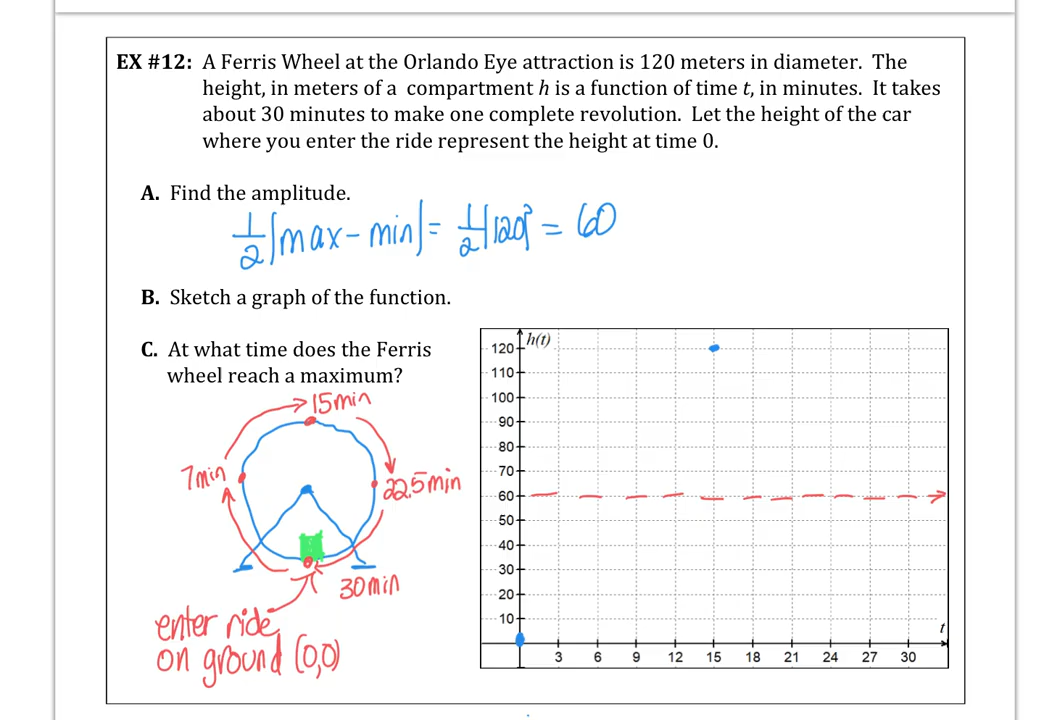 EX #12: A Ferris Wheel at the Orlando Eye attraction is 120 meters in diameter. The
height, in meters of a compartment h is a function of time t, in minutes. It takes
about 30 minutes to make one complete revolution. Let the height of the car
where you enter the ride represent the height at time 0.
A. Find the amplitude.
1/2 |max - min| = 1/2 |120| = 60
B. Sketch a graph of the function.
C. At what time does the Ferris
wheel reach a maximum?
15min
7min
22.5min
30min
enter ride
on ground (0,0)
h(t)
120
110
100
90
80
70
60
50
40
30
20
10
t
3 6 9 12 15 18 21 24 27 30